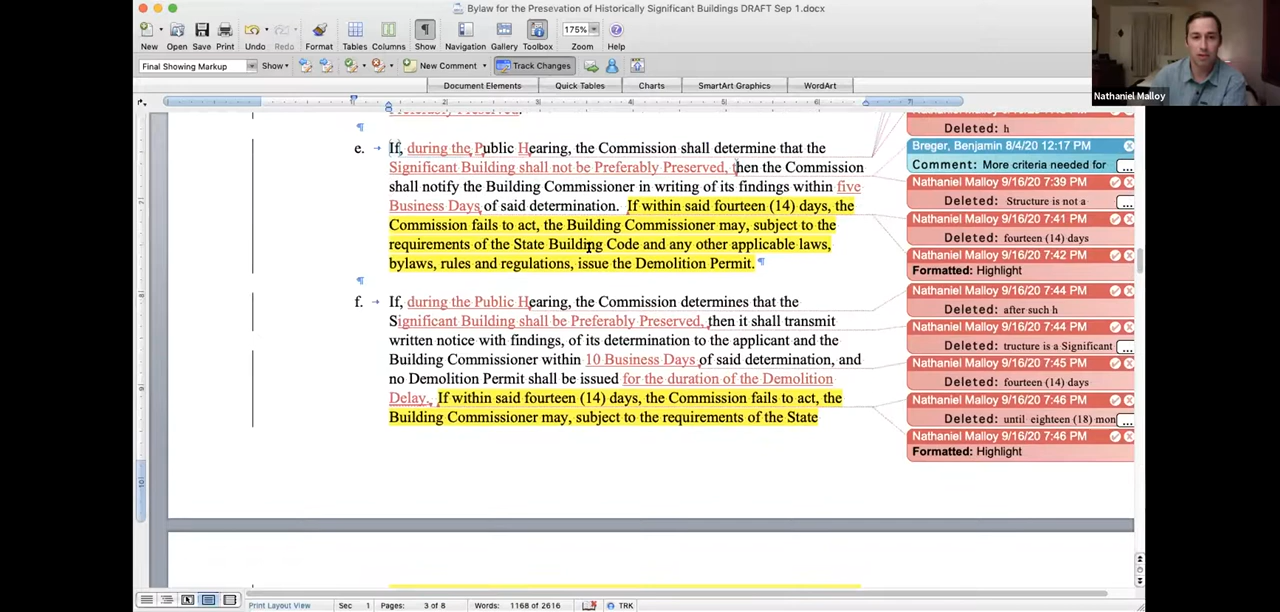 Bylaw for the Presevation of Historically Significant Buildings DRAFT Sep 1.docx
175%
New Open Save Print Undo Redo Format Tables Columns Show Navigation Gallery Toolbox Zoom Help
Final Showing Markup Show New Comment Track Changes
Document Elements Quick Tables Charts SmartArt Graphics WordArt
Nathaniel Malloy
Preferably Preserved.
Deleted: h
e. If, during the Public Hearing, the Commission shall determine that the
Significant Building shall not be Preferably Preserved, then the Commission
shall notify the Building Commissioner in writing of its findings within five
Business Days of said determination. If within said fourteen (14) days, the
Commission fails to act, the Building Commissioner may, subject to the
requirements of the State Building Code and any other applicable laws,
bylaws, rules and regulations, issue the Demolition Permit.
Breger, Benjamin 8/4/20 12:17 PM
Comment: More criteria needed for
Nathaniel Malloy 9/16/20 7:39 PM
Deleted: Structure is not a
Nathaniel Malloy 9/16/20 7:41 PM
Deleted: fourteen (14) days
Nathaniel Malloy 9/16/20 7:42 PM
Formatted: Highlight
f. If, during the Public Hearing, the Commission determines that the
Significant Building shall be Preferably Preserved, then it shall transmit
written notice with findings, of its determination to the applicant and the
Building Commissioner within 10 Business Days of said determination, and
no Demolition Permit shall be issued for the duration of the Demolition
Delay. If within said fourteen (14) days, the Commission fails to act, the
Building Commissioner may, subject to the requirements of the State
Nathaniel Malloy 9/16/20 7:44 PM
Deleted: after such h
Nathaniel Malloy 9/16/20 7:44 PM
Deleted: tructure is a Significant
Nathaniel Malloy 9/16/20 7:45 PM
Deleted: fourteen (14) days
Nathaniel Malloy 9/16/20 7:46 PM
Deleted: until eighteen (18) mon
Nathaniel Malloy 9/16/20 7:46 PM
Formatted: Highlight
Print Layout View Sec 1 Pages: 3 of 8 Words: 1168 of 2616 TRK